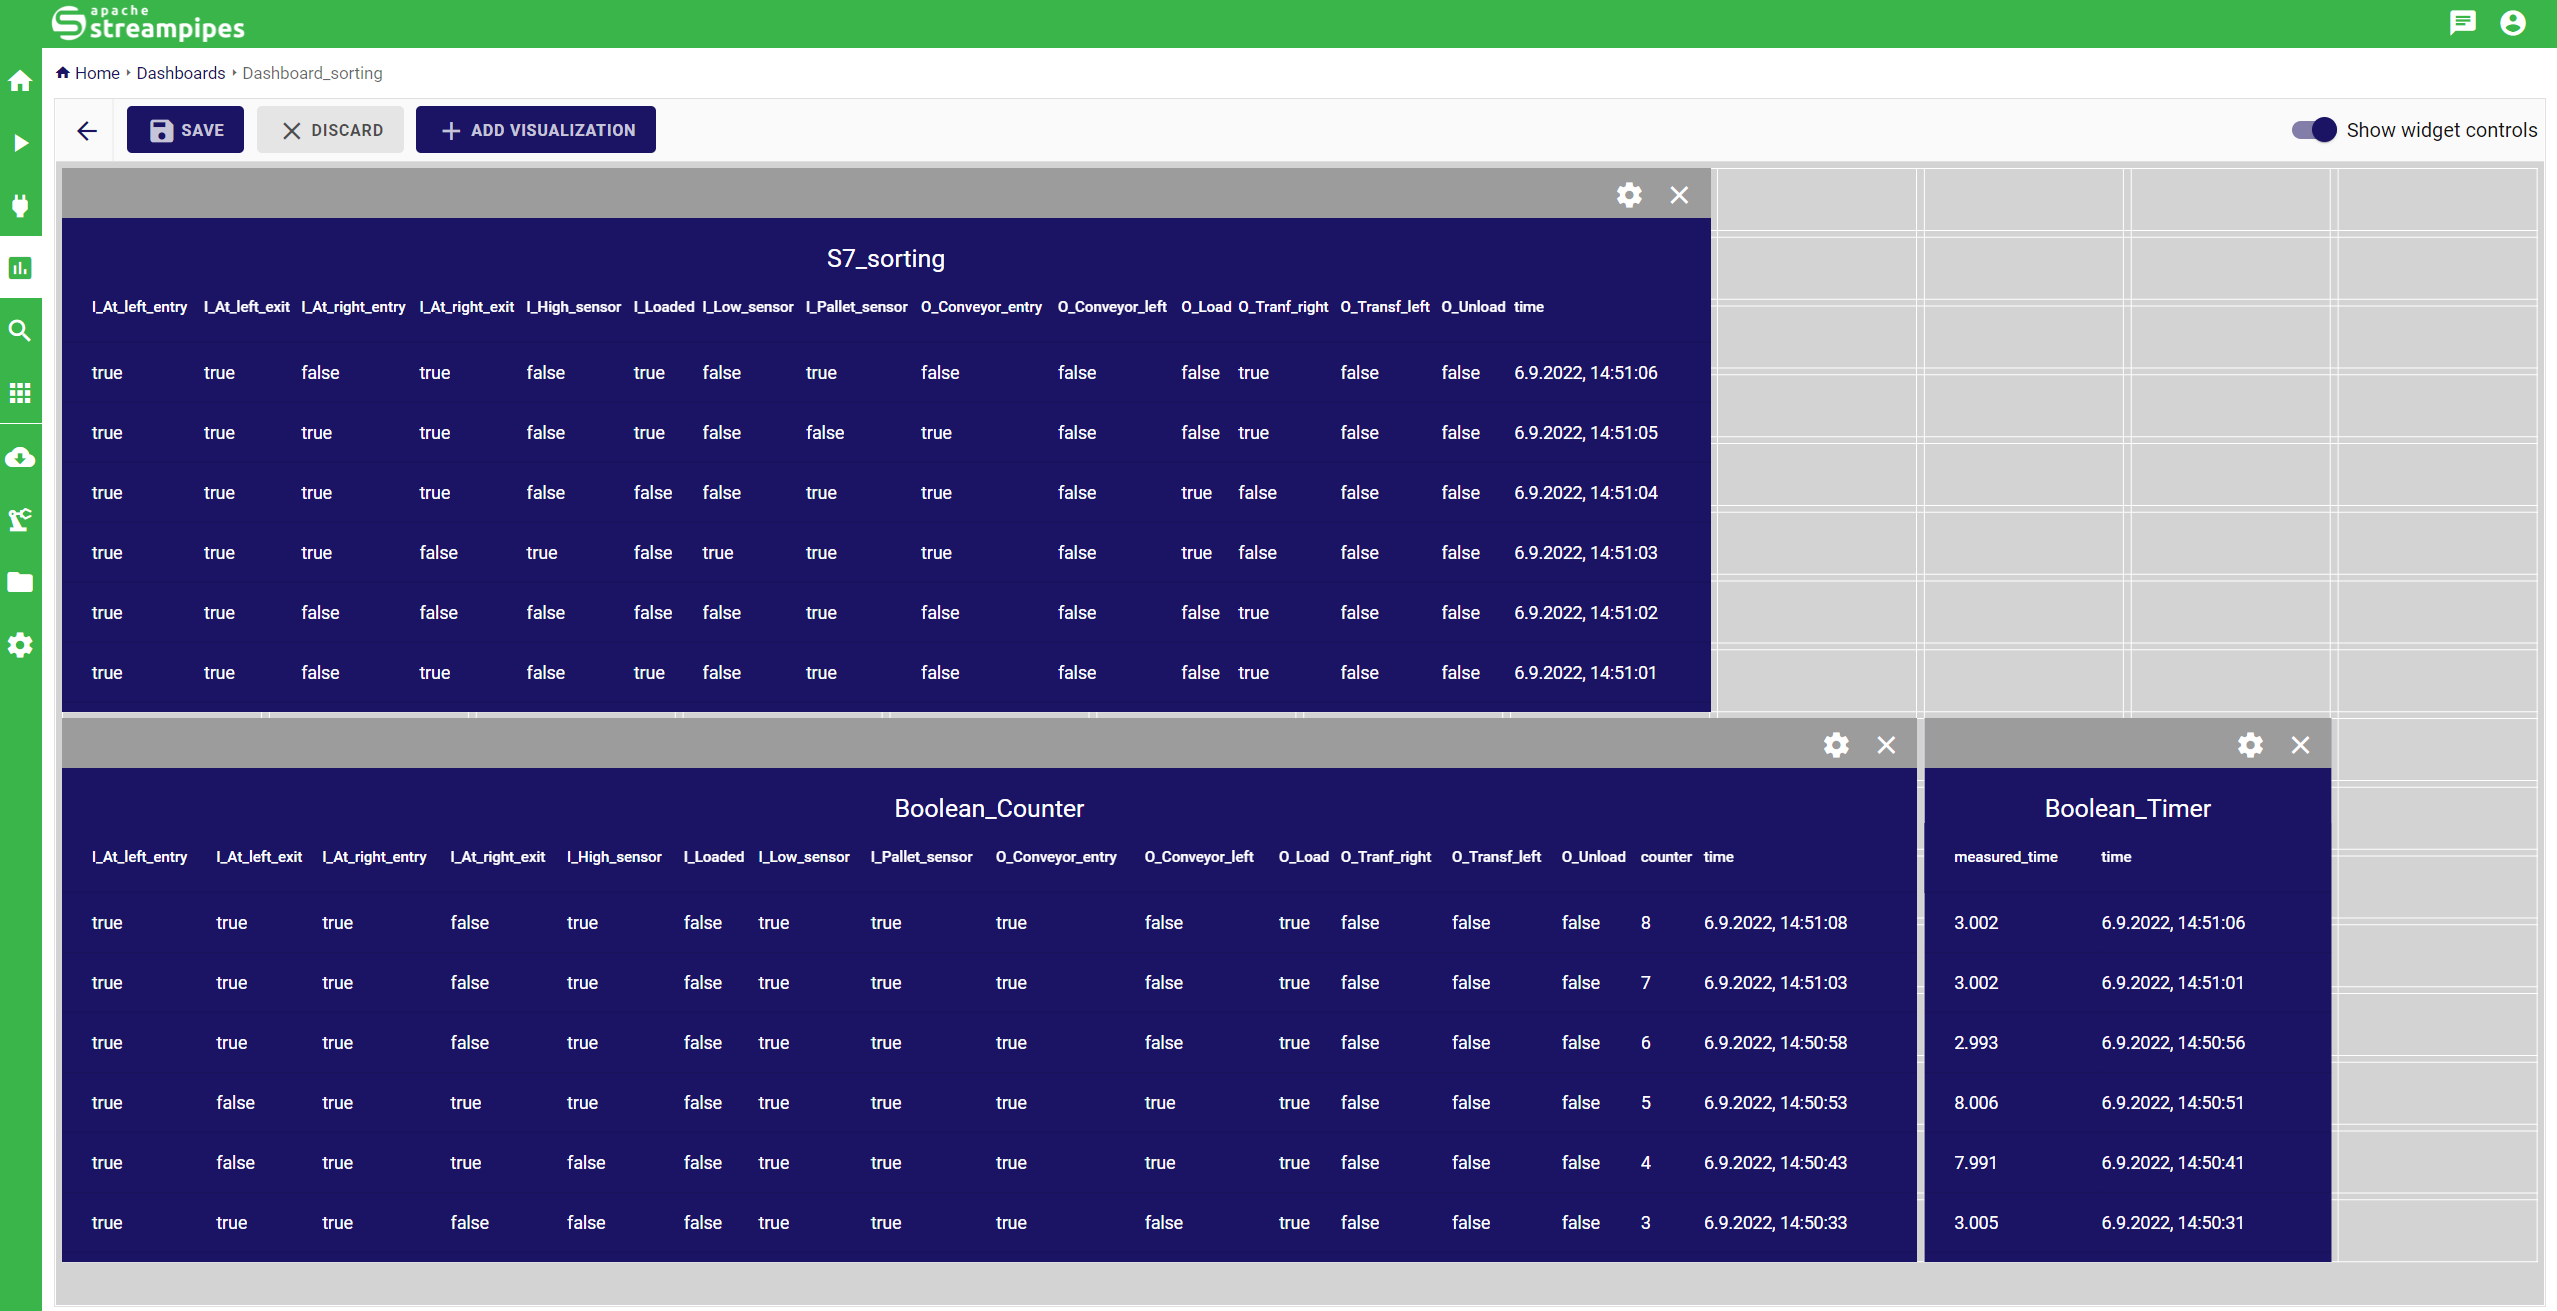 apache
streampipes
Home Dashboards Dashboard_sorting
SAVE DISCARD ADD VISUALIZATION Show widget controls
S7_sorting
I_At_left_entry I_At_left_exit I_At_right_entry I_At_right_exit I_High_sensor I_Loaded I_Low_sensor I_Pallet_sensor O_Conveyor_entry O_Conveyor_left O_Load O_Tranf_right O_Transf_left O_Unload time
true true false true false true false true false false false true false false 6.9.2022, 14:51:06
true true true true false true false false true false false true false false 6.9.2022, 14:51:05
true true true true false false false true true false true false false false 6.9.2022, 14:51:04
true true true false true false true true true false true false false false 6.9.2022, 14:51:03
true true false false false false false true false false false true false false 6.9.2022, 14:51:02
true true false true false true false true false false false true false false 6.9.2022, 14:51:01
Boolean_Counter
I_At_left_entry I_At_left_exit I_At_right_entry I_At_right_exit I_High_sensor I_Loaded I_Low_sensor I_Pallet_sensor O_Conveyor_entry O_Conveyor_left O_Load O_Tranf_right O_Transf_left O_Unload counter time
true true true false true false true true true false true false false false 8 6.9.2022, 14:51:08
true true true false true false true true true false true false false false 7 6.9.2022, 14:51:03
true true true false true false true true true false true false false false 6 6.9.2022, 14:50:58
true false true true true false true true true true true false false false 5 6.9.2022, 14:50:53
true false true true false false true true true true true false false false 4 6.9.2022, 14:50:43
true true true false false false true true true false true false false false 3 6.9.2022, 14:50:33
Boolean_Timer
measured_time time
3.002 6.9.2022, 14:51:06
3.002 6.9.2022, 14:51:01
2.993 6.9.2022, 14:50:56
8.006 6.9.2022, 14:50:51
7.991 6.9.2022, 14:50:41
3.005 6.9.2022, 14:50:31